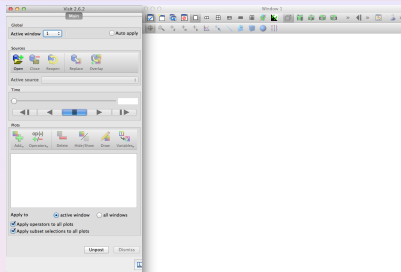 VisIt 2.6.2
Window 1
Main
Global
Active window 1
Auto apply
Sources
Open Close Reopen Replace Overlay
Active source
Time
Plots
Add Operators Delete Hide/Show Draw Variables
Apply to active window all windows
Apply operators to all plots
Apply subset selections to all plots
Unpost Dismiss